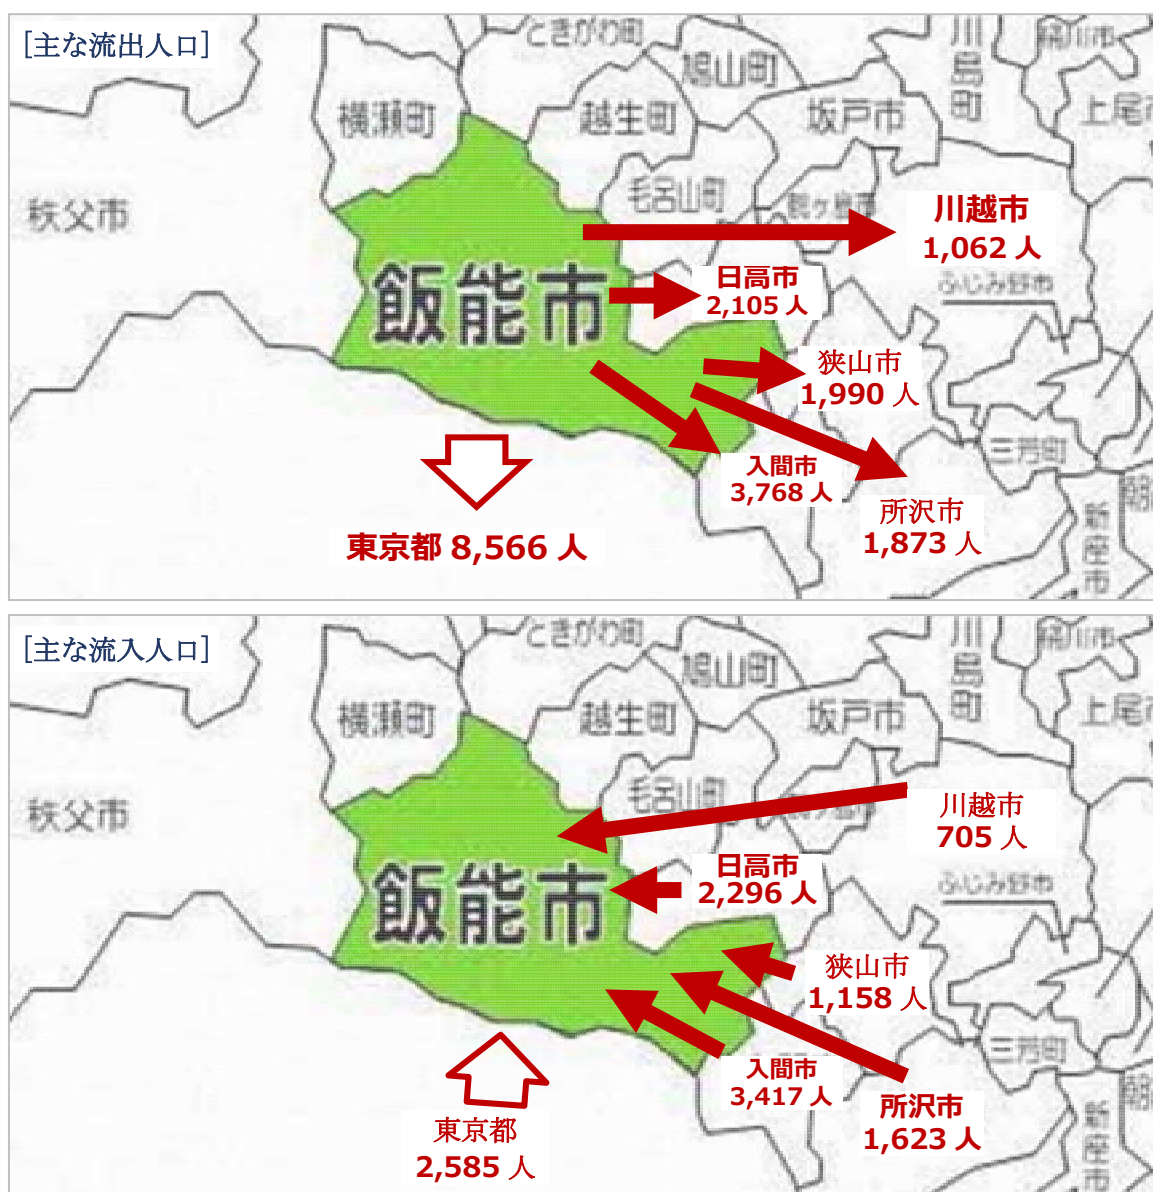 [主な流出人口]
ときがわ町
川島町
桶川市
鳩山町
横瀬町
越生町
坂戸市
上尾
毛呂山町
秩父市
川越市
1,062 人
飯能市
日高市
2,105 人
ふじみ野市
狭山市
1,990 人
三芳町
入間市
3,768 人
所沢市
1,873 人
新座市
東京都 8,566 人
[主な流入人口]
ときがわ町
川島町
桶川市
鳩山町
横瀬町
越生町
坂戸市
上尾
毛呂山町
秩父市
川越市
705 人
飯能市
日高市
2,296 人
ふじみ野市
狭山市
1,158 人
三芳町
入間市
3,417 人
所沢市
1,623 人
新座市
東京都
2,585 人